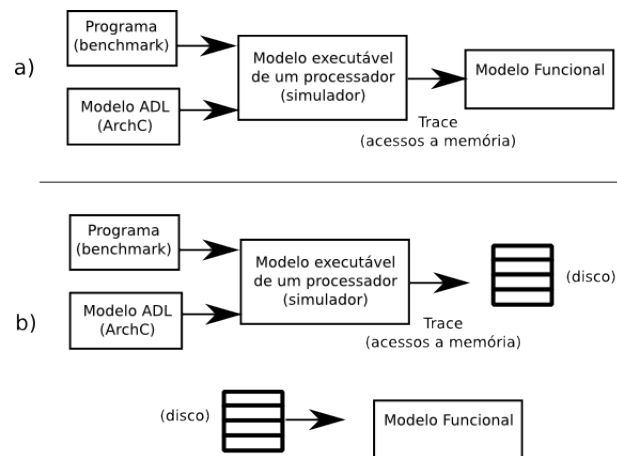 a)
Programa
(benchmark)
Modelo ADL
(ArchC)
Modelo executável
de um processador
(simulador)
Trace
(acessos a memória)
Modelo Funcional
b)
Programa
(benchmark)
Modelo ADL
(ArchC)
Modelo executável
de um processador
(simulador)
Trace
(acessos a memória)
(disco)
(disco)
Modelo Funcional